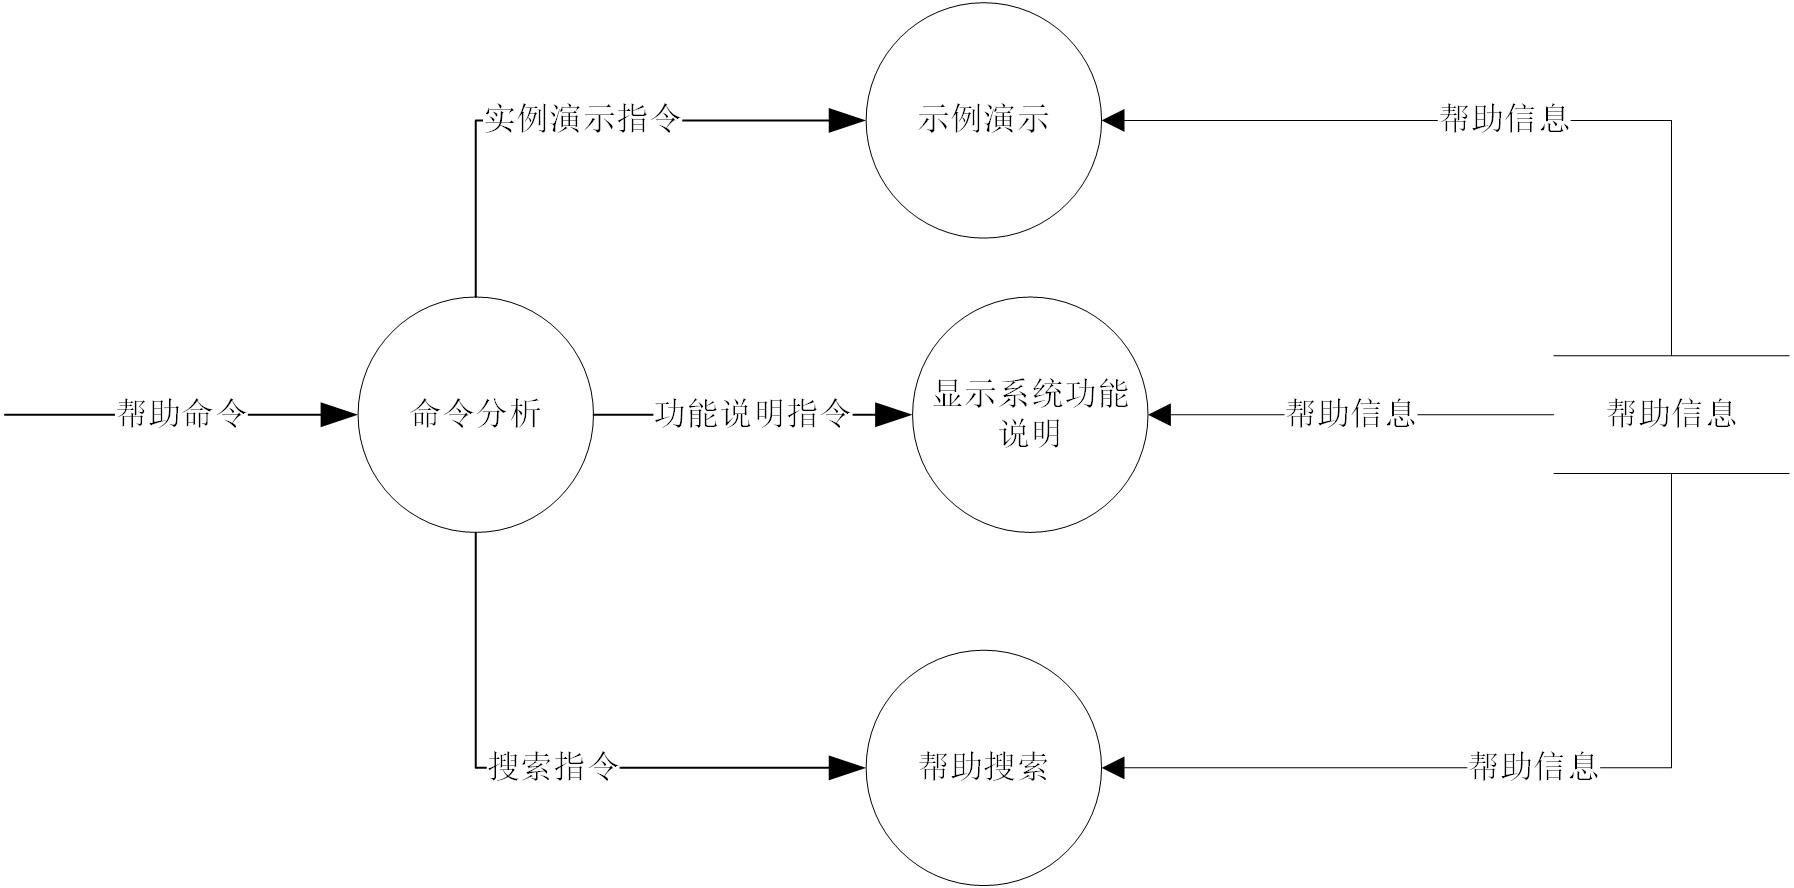 实例演示指令
示例演示
帮助信息
帮助命令
命令分析
功能说明指令
显示系统功能
说明
帮助信息
帮助信息
搜索指令
帮助搜索
帮助信息